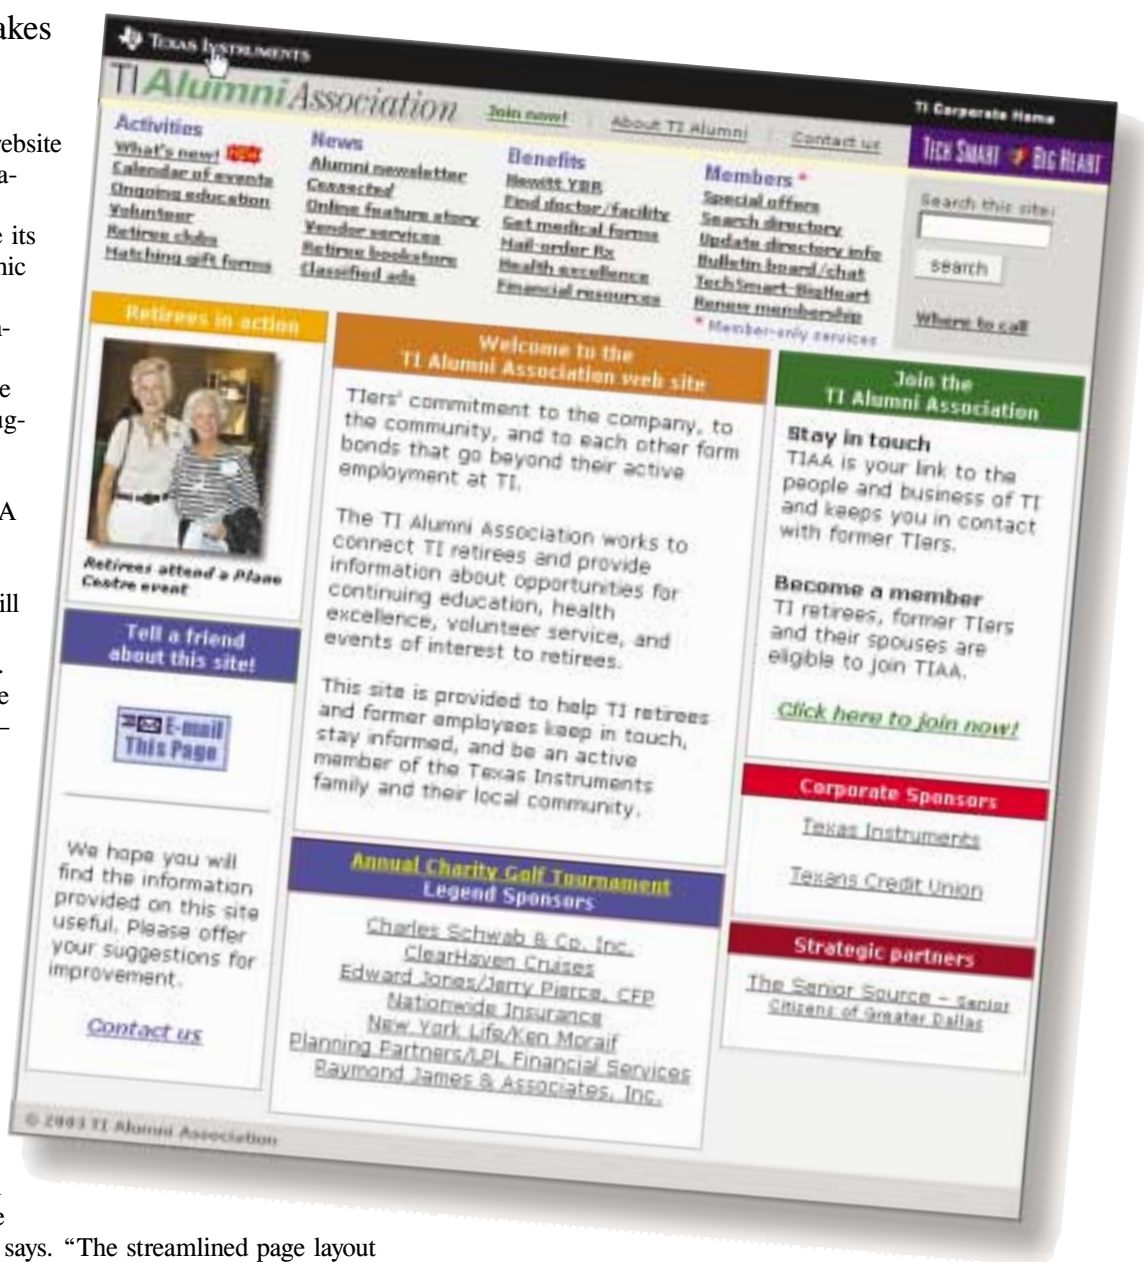 akes
ebsite
a-
e its
nic
n-
e
ug-
A
ill
.
e
–
e
says. “The streamlined page layout
TEXAS INSTRUMENTS
TI Corporate Home
TI Alumni Association
Join now!
About TI Alumni
Contact us
TECH SMART BIG HEART
Activities
What's new! NEW
Calendar of events
Ongoing education
Volunteer
Retiree clubs
Matching gift forms
News
Alumni newsletter
Connected
Online feature story
Vendor services
Retiree bookstore
Classified ads
Benefits
Hewitt YBR
Find doctor/facility
Get medical forms
Mail-order Rx
Health excellence
Financial resources
Members *
Special offers
Search directory
Update directory info
Bulletin board/chat
TechSmart-BigHeart
Renew membership
* Member-only services
Search this site:
search
Where to call
Retirees in action
Retirees attend a Plano
Centre event
Tell a friend
about this site!
E-mail
This Page
We hope you will
find the information
provided on this site
useful. Please offer
your suggestions for
improvement.
Contact us
Welcome to the
TI Alumni Association web site
TIers' commitment to the company, to
the community, and to each other form
bonds that go beyond their active
employment at TI.
The TI Alumni Association works to
connect TI retirees and provide
information about opportunities for
continuing education, health
excellence, volunteer service, and
events of interest to retirees.
This site is provided to help TI retirees
and former employees keep in touch,
stay informed, and be an active
member of the Texas Instruments
family and their local community.
Annual Charity Golf Tournament
Legend Sponsors
Charles Schwab & Co. Inc.
ClearHaven Cruises
Edward Jones/Jerry Pierce, CFP
Nationwide Insurance
New York Life/Ken Moraif
Planning Partners/LPL Financial Services
Raymond James & Associates, Inc.
Join the
TI Alumni Association
Stay in touch
TIAA is your link to the
people and business of TI
and keeps you in contact
with former TIers.
Become a member
TI retirees, former TIers
and their spouses are
eligible to join TIAA.
Click here to join now!
Corporate Sponsors
Texas Instruments
Texans Credit Union
Strategic partners
The Senior Source – Senior
Citizens of Greater Dallas
© 2003 TI Alumni Association